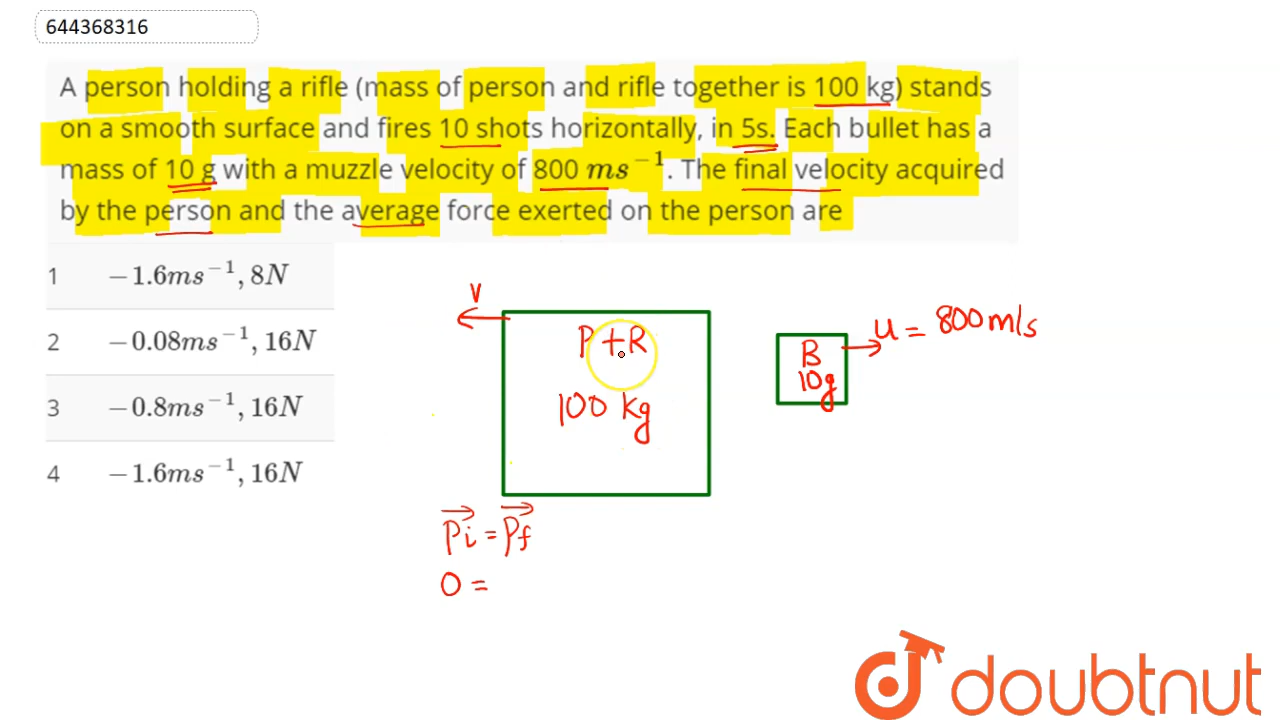 644368316
A person holding a rifle (mass of person and rifle together is 100 kg) stands
on a smooth surface and fires 10 shots horizontally, in 5s. Each bullet has a
mass of 10 g with a muzzle velocity of 800 ms⁻¹. The final velocity acquired
by the person and the average force exerted on the person are
1 −1.6ms⁻¹, 8N
2 −0.08ms⁻¹, 16N
3 −0.8ms⁻¹, 16N
4 −1.6ms⁻¹, 16N
V
P+R
100 kg
B
10g
u = 800m/s
→Pi = →Pf
0 =
doubtnut